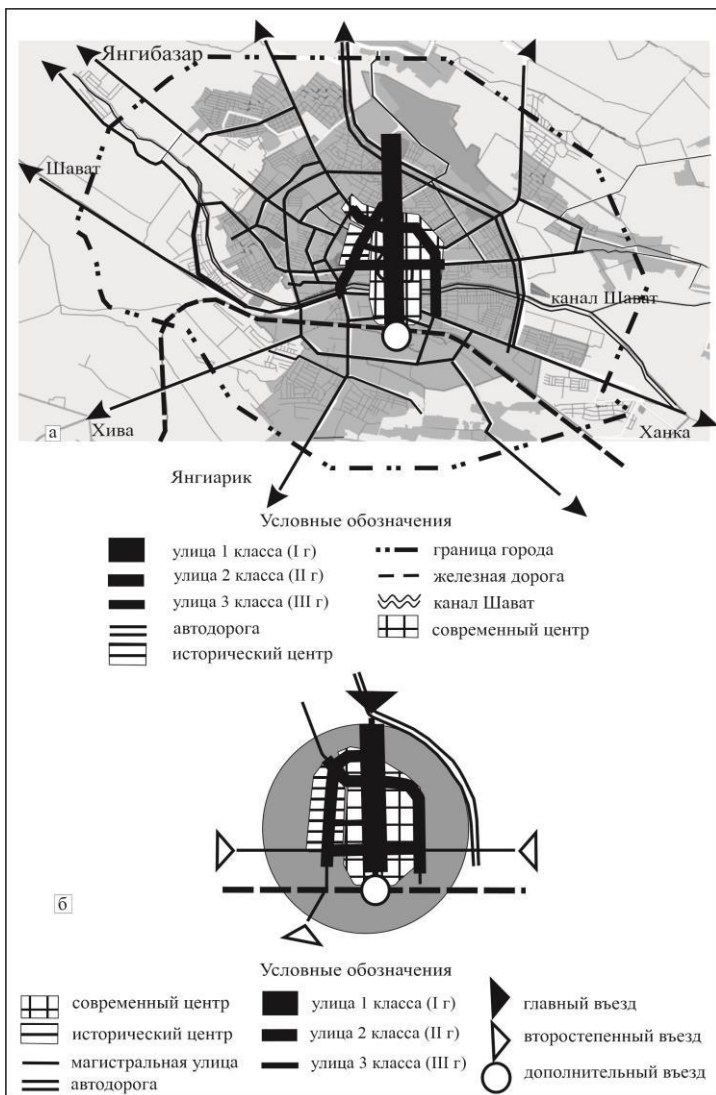 Янгибазар
Шават
канал Шават
а
Хива
Ханка
Янгиарик
Условные обозначения
улица 1 класса (I г)
граница города
улица 2 класса (II г)
железная дорога
улица 3 класса (III г)
канал Шават
автодорога
современный центр
исторический центр
б
Условные обозначения
современный центр
улица 1 класса (I г)
главный въезд
исторический центр
улица 2 класса (II г)
второстепенный въезд
магистральная улица
улица 3 класса (III г)
дополнительный въезд
автодорога